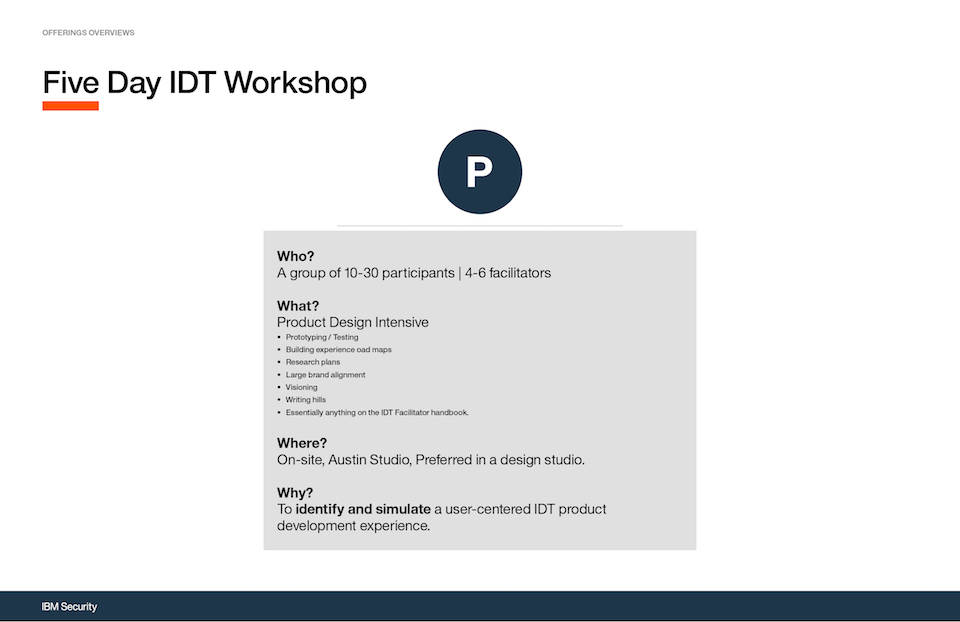 OFFERINGS OVERVIEWS
Five Day IDT Workshop
P
Who?
A group of 10-30 participants | 4-6 facilitators
What?
Product Design Intensive
• Prototyping / Testing
• Building experience oad maps
• Research plans
• Large brand alignment
• Visioning
• Writing hills
• Essentially anything on the IDT Facilitator handbook.
Where?
On-site, Austin Studio, Preferred in a design studio.
Why?
To identify and simulate a user-centered IDT product
development experience.
IBM Security